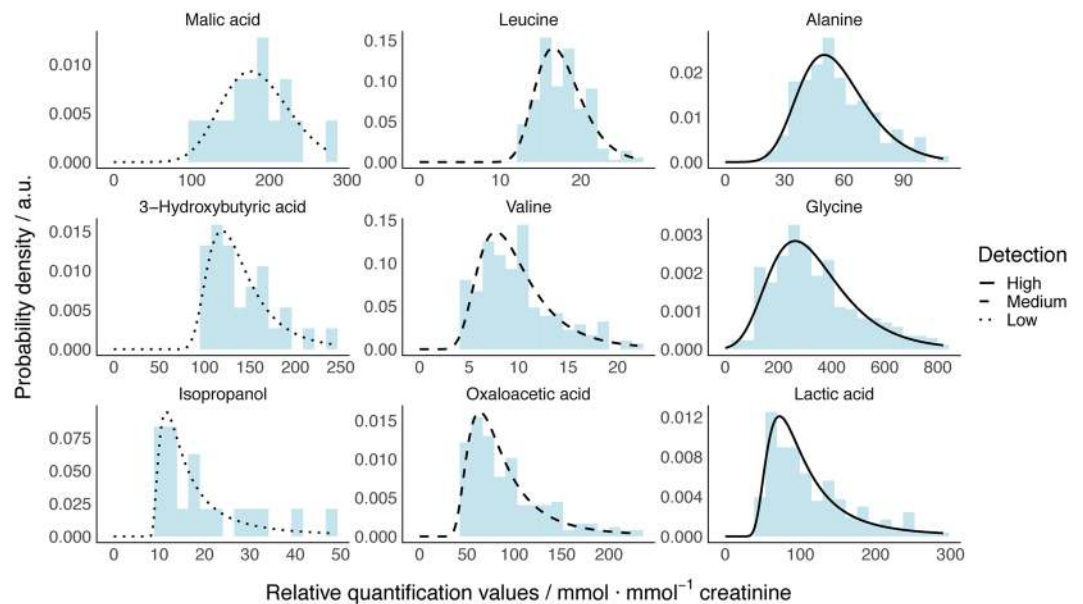 Malic acid
Leucine
Alanine
0.010
0.005
0.000
0 100 200 300
0.15
0.10
0.05
0.00
0 10 20
0.02
0.01
0.00
30 60 90
3−Hydroxybutyric acid
Valine
Glycine
0.015
0.010
0.005
0.000
0 50 100 150 200 250
0.15
0.10
0.05
0.00
5 10 15 20
0.003
0.002
0.001
0.000
0 200 400 600 800
Isopropanol
Oxaloacetic acid
Lactic acid
0.075
0.050
0.025
0.000
0 10 20 30 40 50
0.015
0.010
0.005
0.000
0 50 100 150 200
0.012
0.008
0.004
0.000
0 100 200 300
Probability density / a.u.
Relative quantification values / mmol · mmol⁻¹ creatinine
Detection
High
Medium
Low